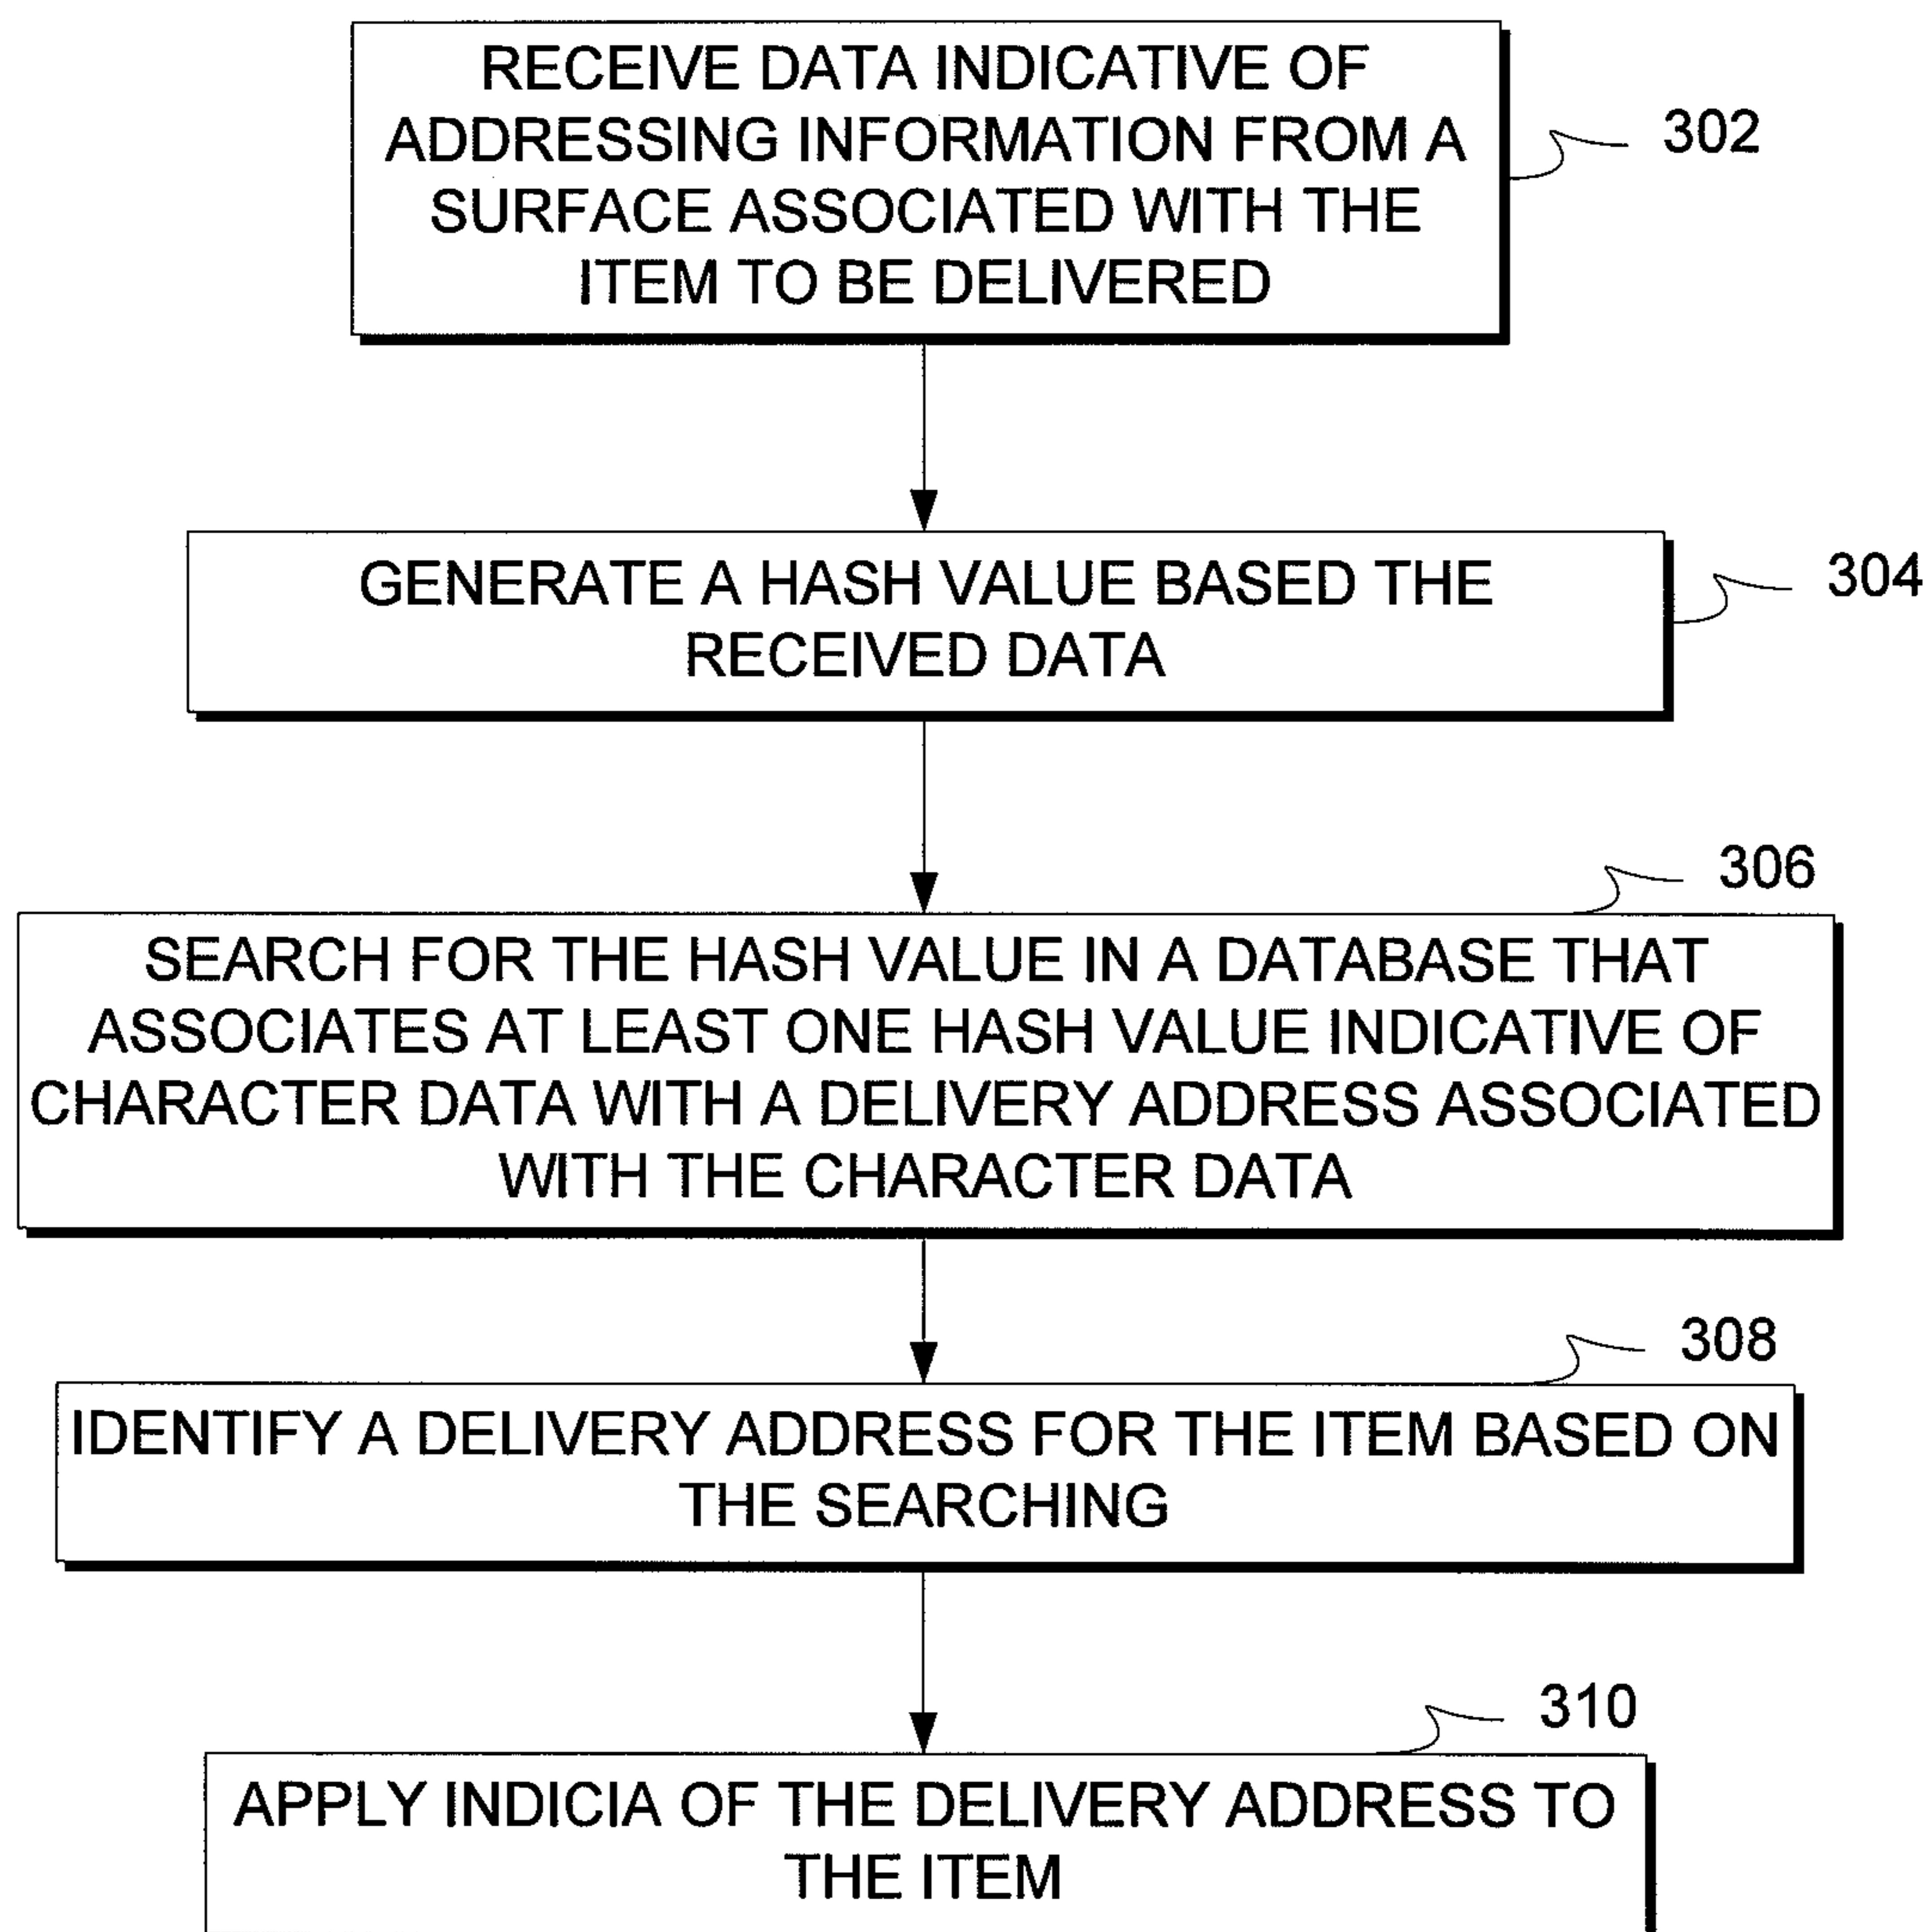 RECEIVE DATA INDICATIVE OF
ADDRESSING INFORMATION FROM A
SURFACE ASSOCIATED WITH THE
ITEM TO BE DELIVERED
302
GENERATE A HASH VALUE BASED THE
RECEIVED DATA
304
306
SEARCH FOR THE HASH VALUE IN A DATABASE THAT
ASSOCIATES AT LEAST ONE HASH VALUE INDICATIVE OF
CHARACTER DATA WITH A DELIVERY ADDRESS ASSOCIATED
WITH THE CHARACTER DATA
308
IDENTIFY A DELIVERY ADDRESS FOR THE ITEM BASED ON
THE SEARCHING
310
APPLY INDICIA OF THE DELIVERY ADDRESS TO
THE ITEM